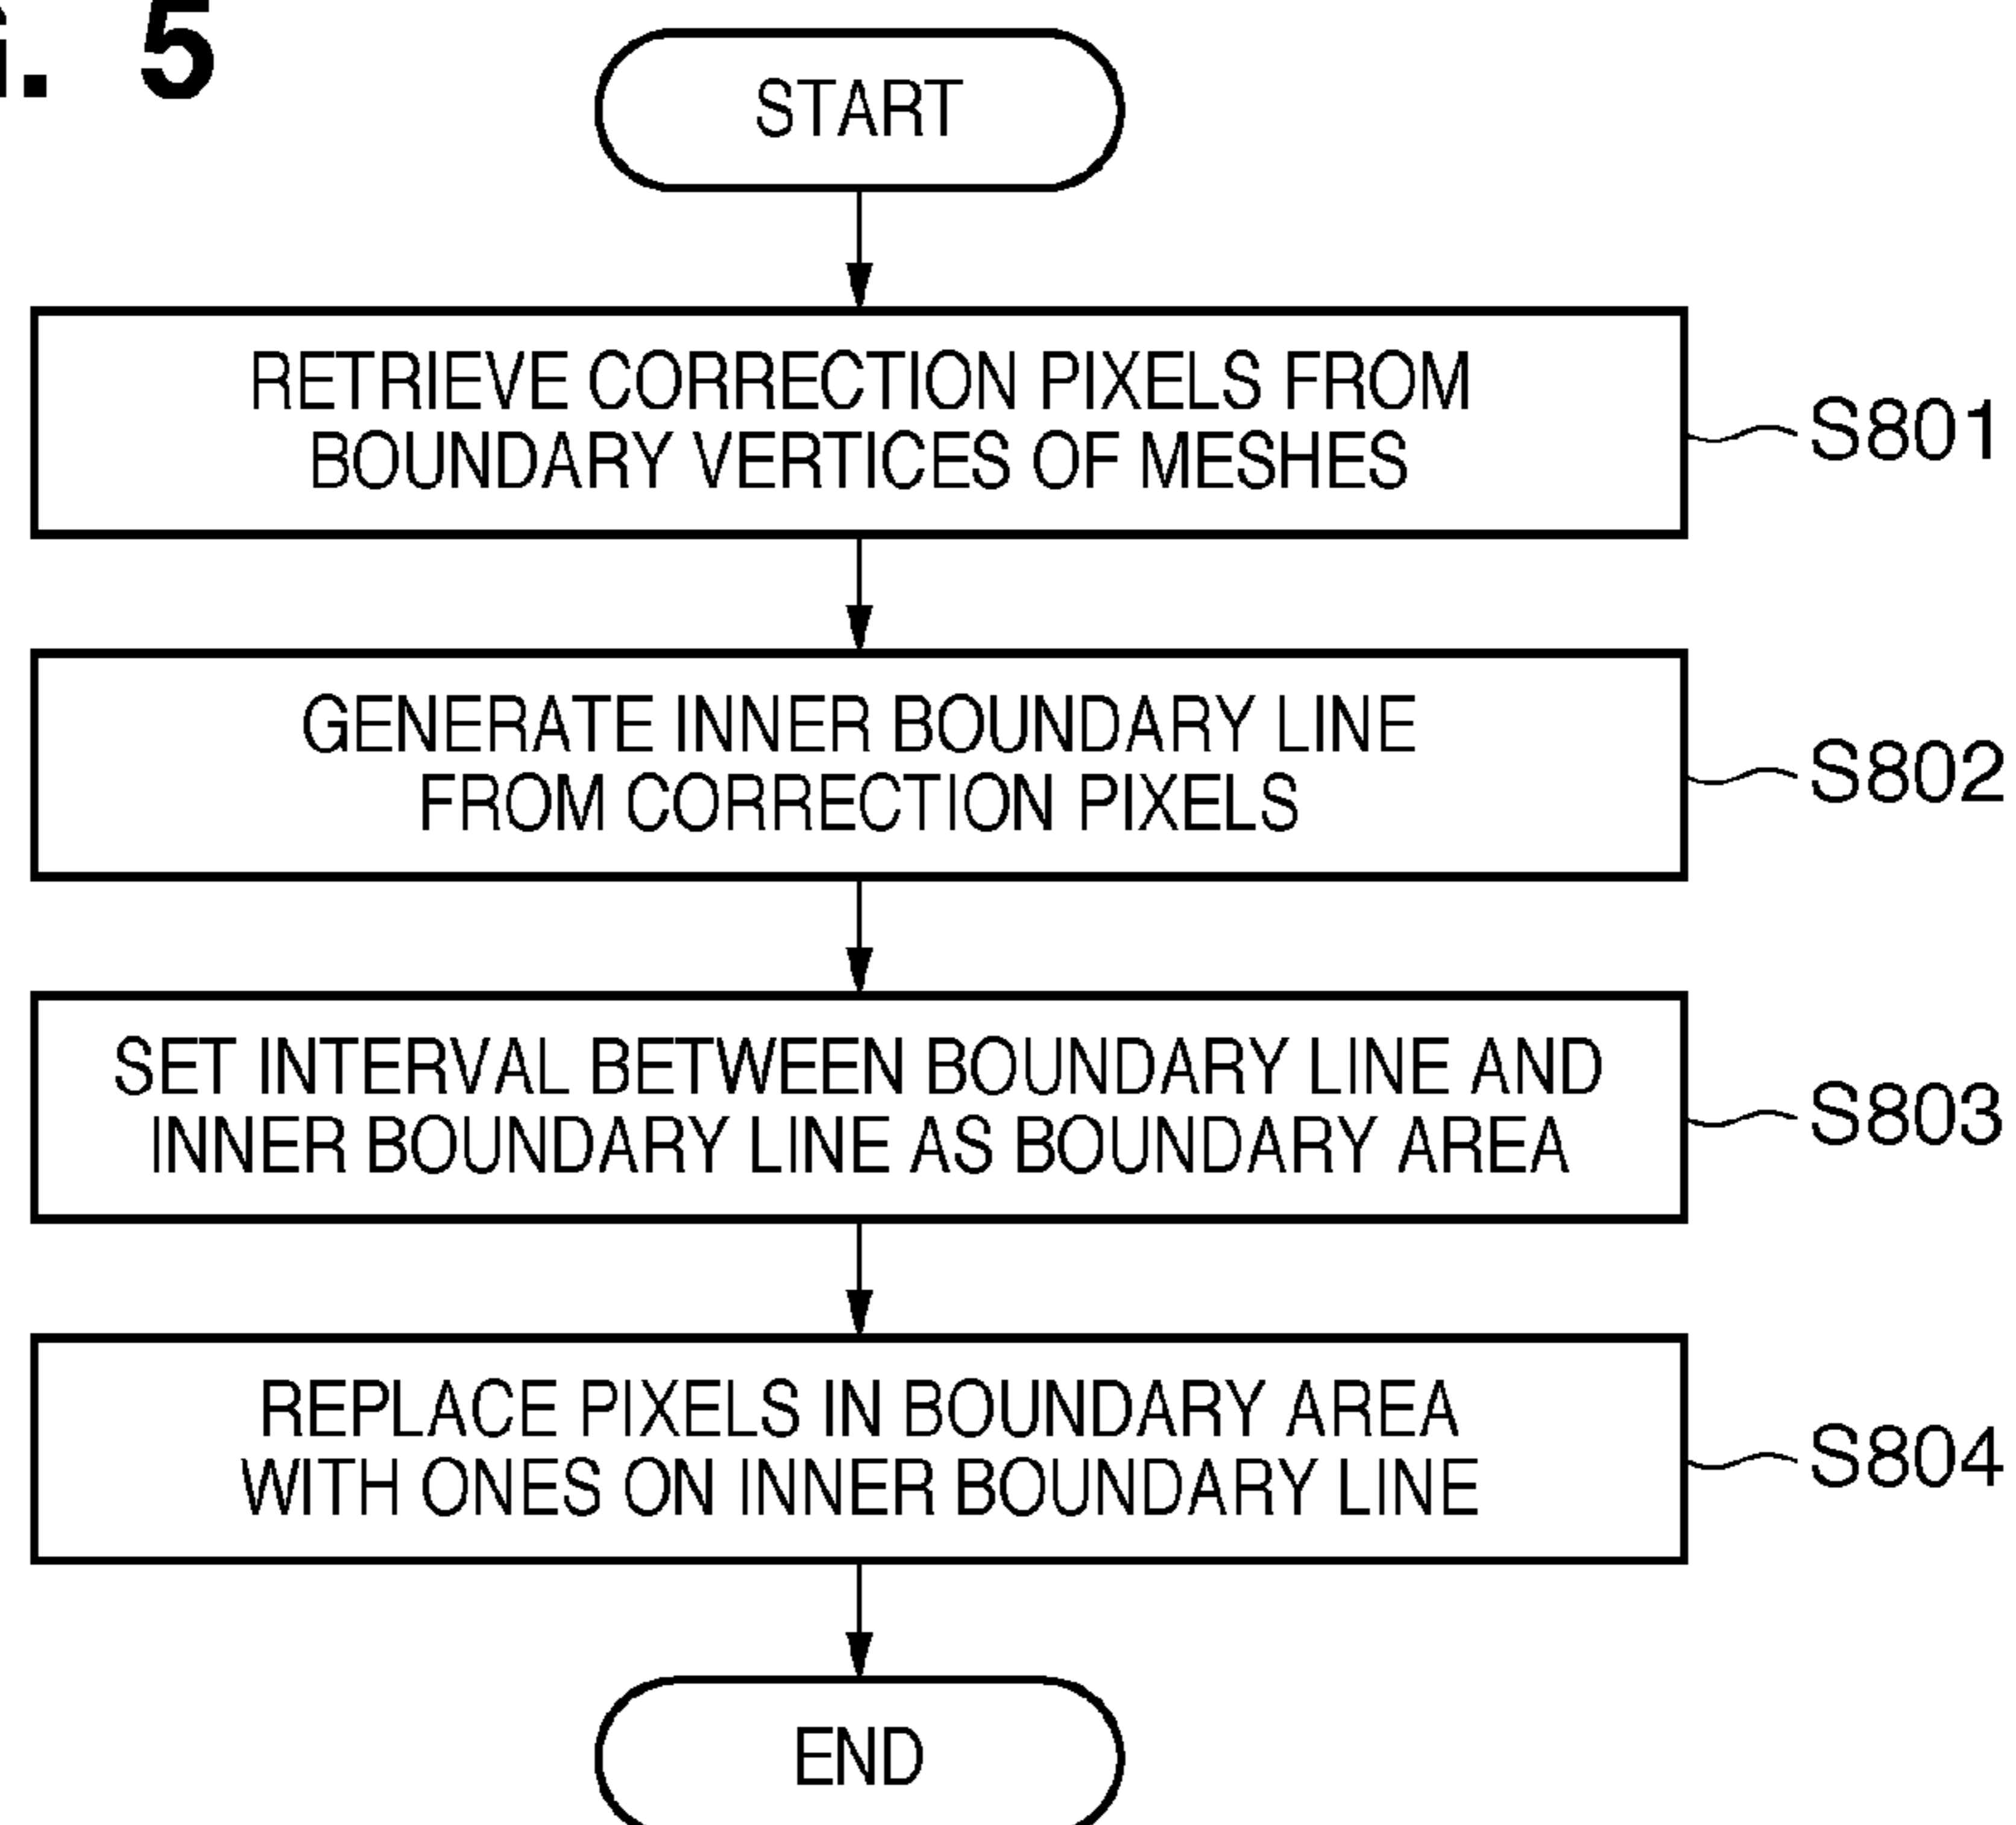 G. 5
START
RETRIEVE CORRECTION PIXELS FROM
BOUNDARY VERTICES OF MESHES
S801
GENERATE INNER BOUNDARY LINE
FROM CORRECTION PIXELS
S802
SET INTERVAL BETWEEN BOUNDARY LINE AND
INNER BOUNDARY LINE AS BOUNDARY AREA
S803
REPLACE PIXELS IN BOUNDARY AREA
WITH ONES ON INNER BOUNDARY LINE
S804
END